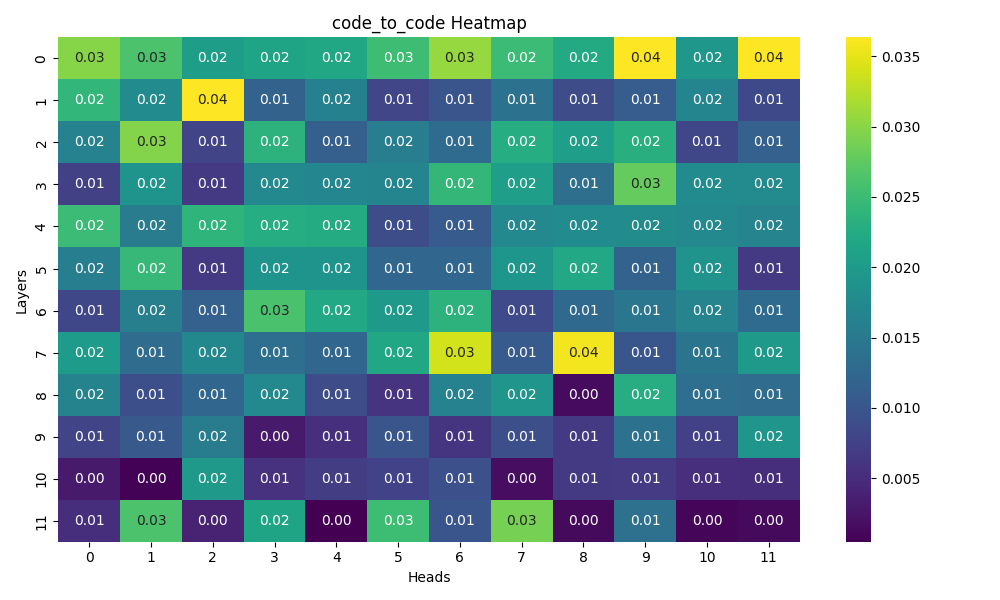 code_to_code Heatmap
0 0.03 0.03 0.02 0.02 0.02 0.03 0.03 0.02 0.02 0.04 0.02 0.04
1 0.02 0.02 0.04 0.01 0.02 0.01 0.01 0.01 0.01 0.01 0.02 0.01
2 0.02 0.03 0.01 0.02 0.01 0.02 0.01 0.02 0.02 0.02 0.01 0.01
3 0.01 0.02 0.01 0.02 0.02 0.02 0.02 0.02 0.01 0.03 0.02 0.02
4 0.02 0.02 0.02 0.02 0.02 0.01 0.01 0.02 0.02 0.02 0.02 0.02
5 0.02 0.02 0.01 0.02 0.02 0.01 0.01 0.02 0.02 0.01 0.02 0.01
6 0.01 0.02 0.01 0.03 0.02 0.02 0.02 0.01 0.01 0.01 0.02 0.01
7 0.02 0.01 0.02 0.01 0.01 0.02 0.03 0.01 0.04 0.01 0.01 0.02
8 0.02 0.01 0.01 0.02 0.01 0.01 0.02 0.02 0.00 0.02 0.01 0.01
9 0.01 0.01 0.02 0.00 0.01 0.01 0.01 0.01 0.01 0.01 0.01 0.02
10 0.00 0.00 0.02 0.01 0.01 0.01 0.01 0.00 0.01 0.01 0.01 0.01
11 0.01 0.03 0.00 0.02 0.00 0.03 0.01 0.03 0.00 0.01 0.00 0.00
0 1 2 3 4 5 6 7 8 9 10 11
Heads
Layers
0.035
0.030
0.025
0.020
0.015
0.010
0.005